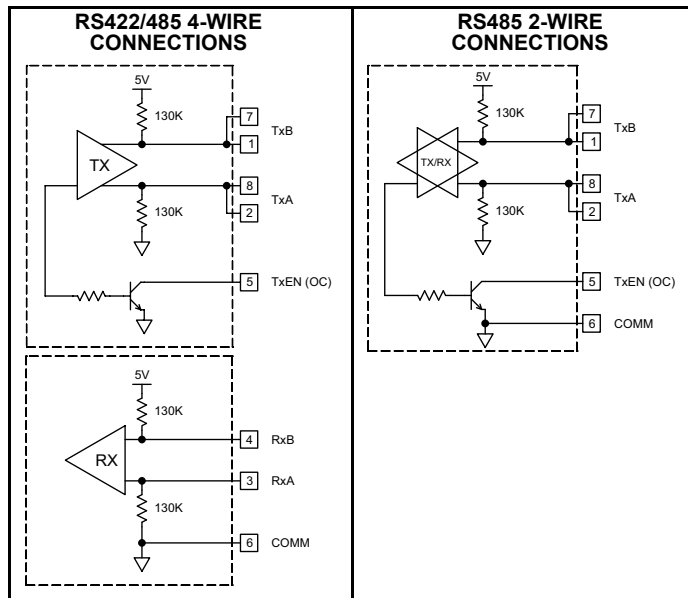 RS422/485 4-WIRE
CONNECTIONS
5V
130K
7
TxB
1
TX
8
TxA
130K
2
5
TxEN (OC)
5V
130K
4
RxB
RX
3
RxA
130K
6
COMM
RS485 2-WIRE
CONNECTIONS
5V
130K
7
TxB
1
TX/RX
8
TxA
130K
2
5
TxEN (OC)
6
COMM